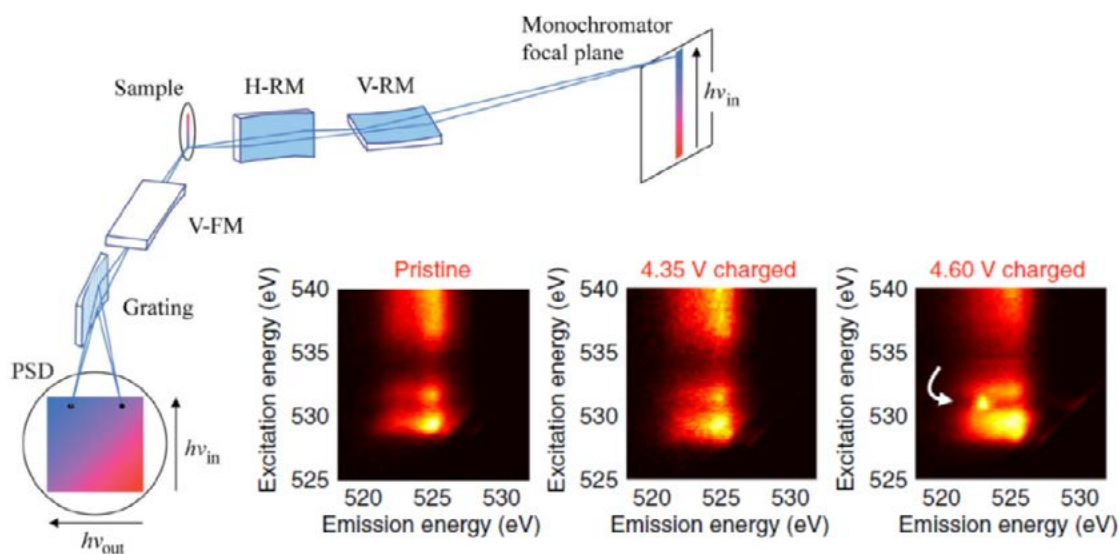 Monochromator
focal plane
Sample
H-RM
V-RM
hν_in
V-FM
Grating
PSD
hν_in
hν_out
Pristine
4.35 V charged
4.60 V charged
Excitation energy (eV)
540
535
530
525
520
525
530
Emission energy (eV)
Excitation energy (eV)
540
535
530
525
520
525
530
Emission energy (eV)
Excitation energy (eV)
540
535
530
525
520
525
530
Emission energy (eV)